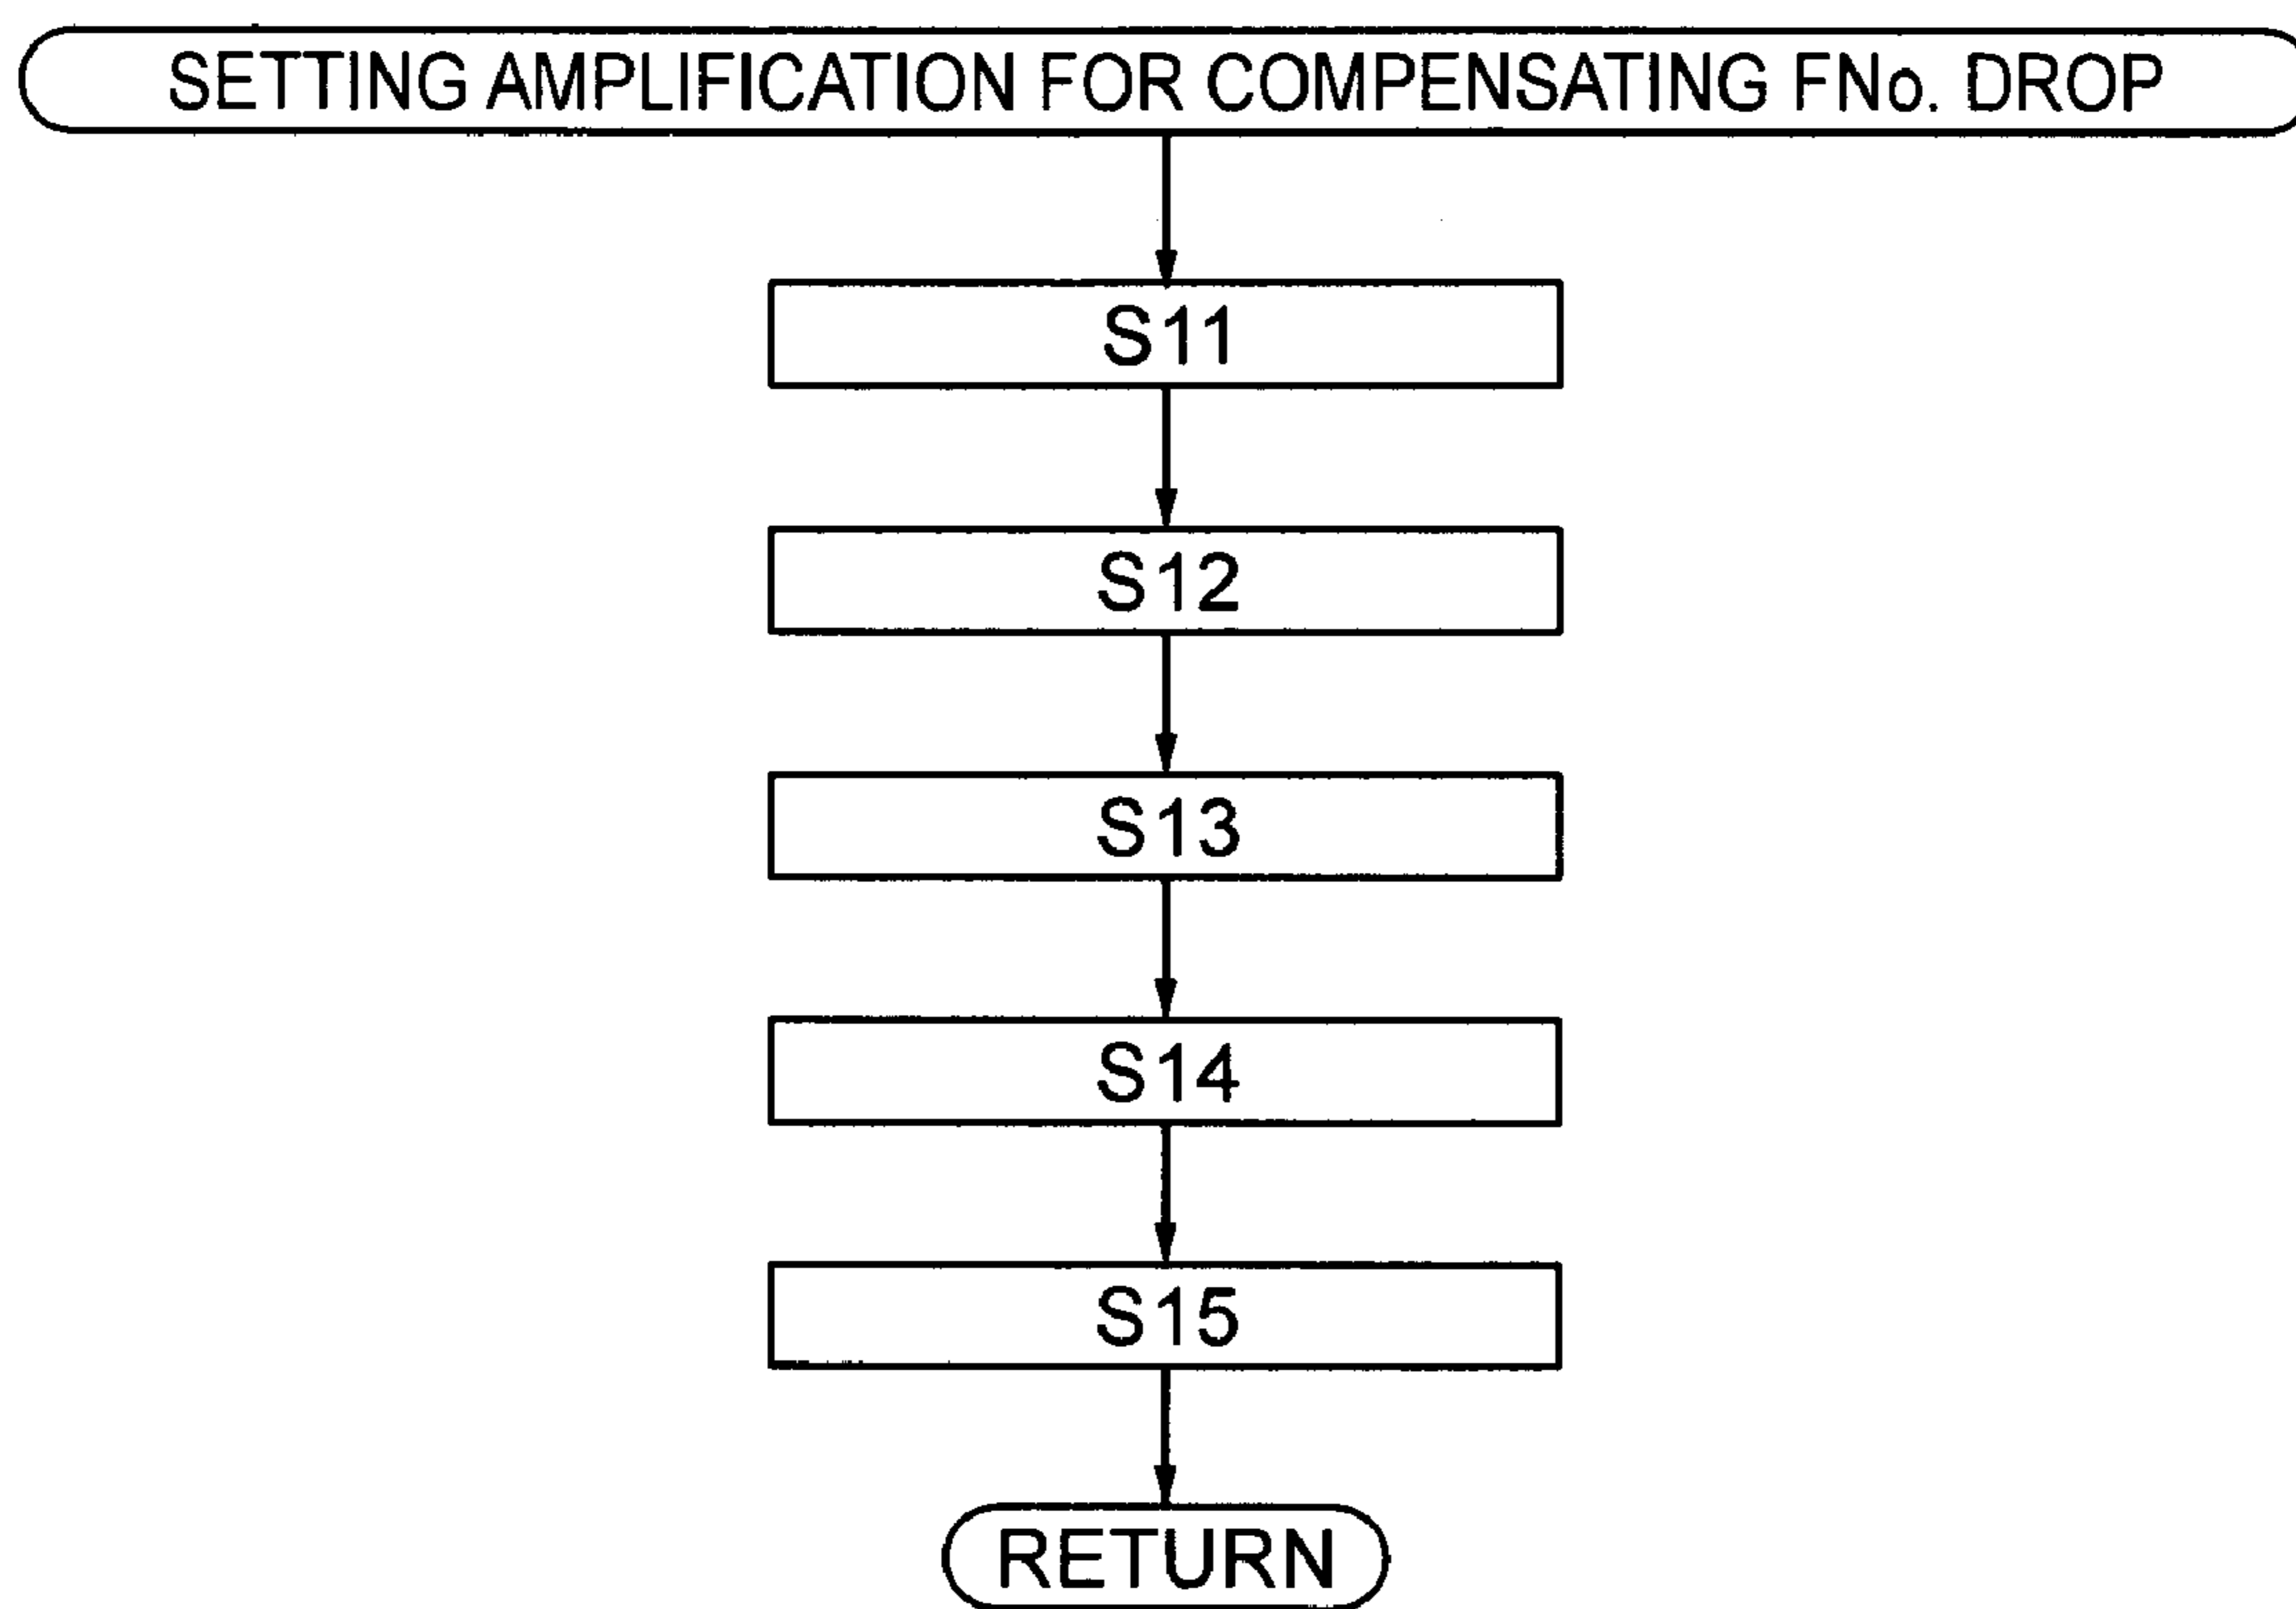 SETTING AMPLIFICATION FOR COMPENSATING FNo. DROP
S11
S12
S13
S14
S15
RETURN